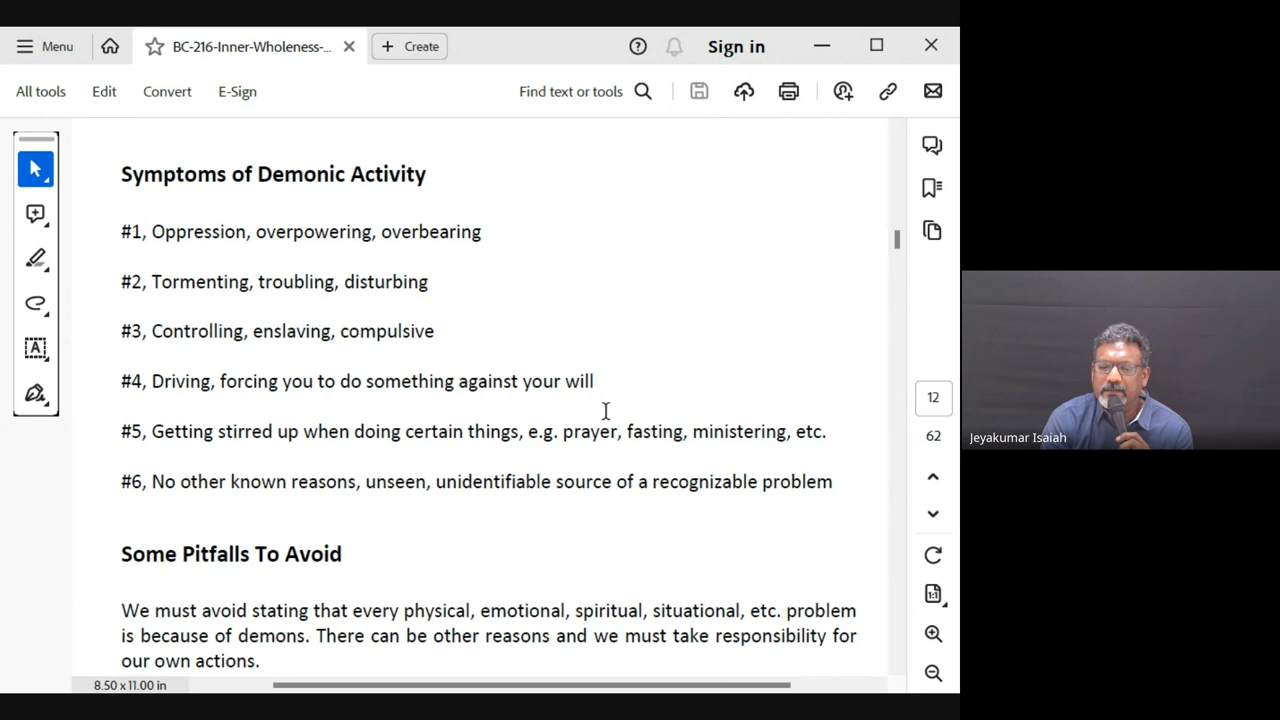 Menu
BC-216-Inner-Wholeness-...
Create
Sign in
All tools
Edit
Convert
E-Sign
Find text or tools
Symptoms of Demonic Activity
#1, Oppression, overpowering, overbearing
#2, Tormenting, troubling, disturbing
#3, Controlling, enslaving, compulsive
#4, Driving, forcing you to do something against your will
#5, Getting stirred up when doing certain things, e.g. prayer, fasting, ministering, etc.
#6, No other known reasons, unseen, unidentifiable source of a recognizable problem
Some Pitfalls To Avoid
We must avoid stating that every physical, emotional, spiritual, situational, etc. problem
is because of demons. There can be other reasons and we must take responsibility for
our own actions.
8.50 x 11.00 in
12
62
1:1
Jeyakumar Isaiah